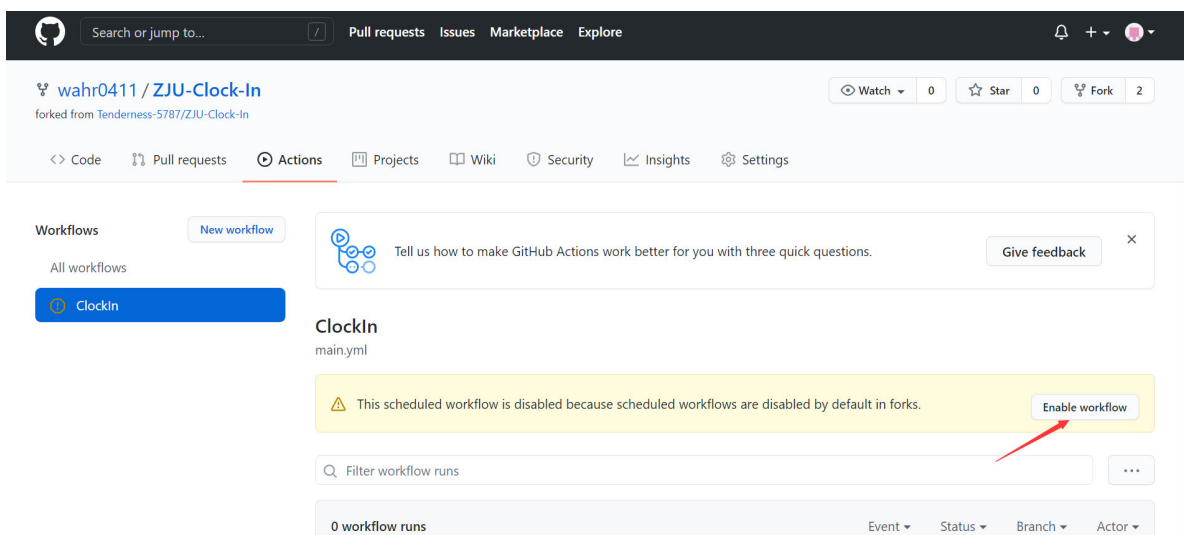 Search or jump to... / Pull requests Issues Marketplace Explore
wahr0411 / ZJU-Clock-In
Watch 0 Star 0 Fork 2
forked from Tenderness-5787/ZJU-Clock-In
Code Pull requests Actions Projects Wiki Security Insights Settings
Workflows New workflow
All workflows
ClockIn
Tell us how to make GitHub Actions work better for you with three quick questions. Give feedback
ClockIn
main.yml
This scheduled workflow is disabled because scheduled workflows are disabled by default in forks. Enable workflow
Filter workflow runs
0 workflow runs Event Status Branch Actor